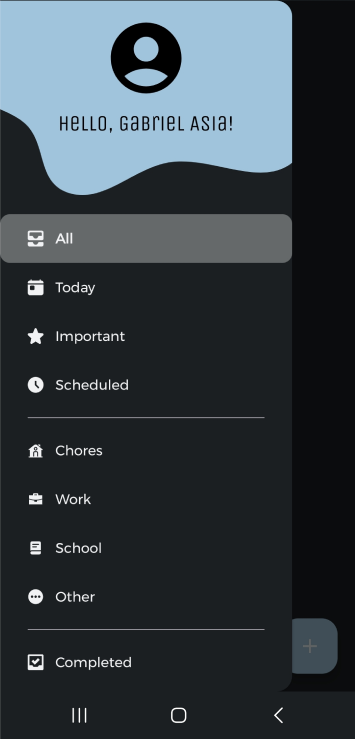 Hello, Gabriel Asia!
All
Today
Important
Scheduled
Chores
Work
School
Other
Completed